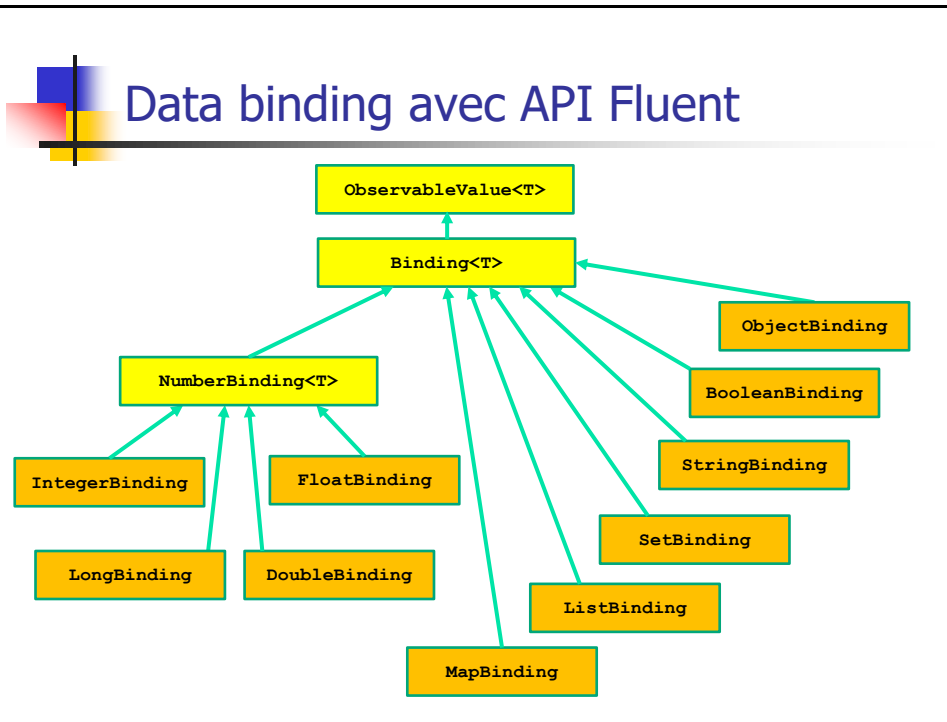 Data binding avec API Fluent
ObservableValue<T>
Binding<T>
ObjectBinding
NumberBinding<T>
BooleanBinding
StringBinding
IntegerBinding
FloatBinding
SetBinding
LongBinding
DoubleBinding
ListBinding
MapBinding